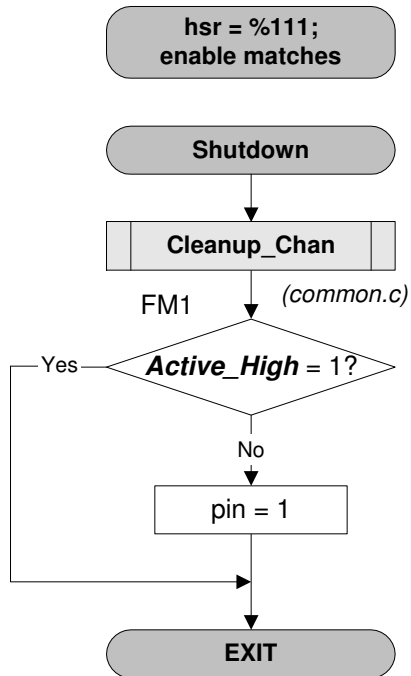 hsr = %111;
enable matches
Shutdown
Cleanup_Chan
(common.c)
FM1
Yes
Active_High = 1?
No
pin = 1
EXIT